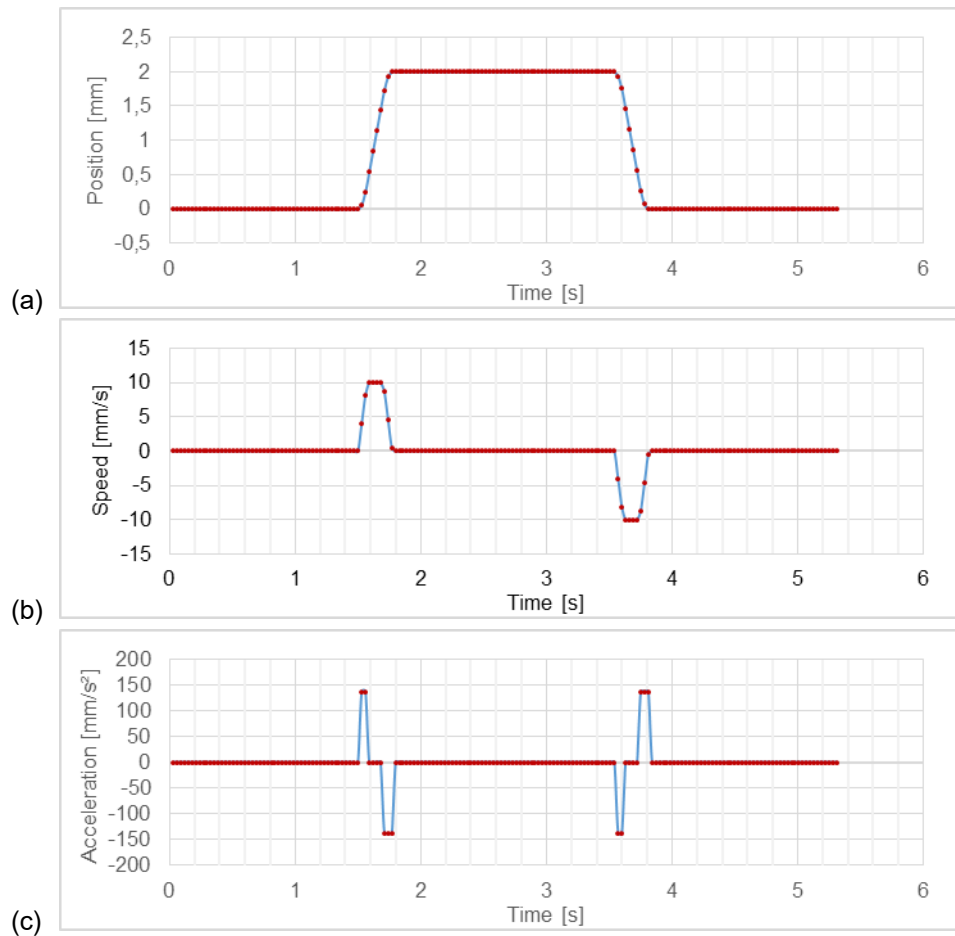 2,5
2
1,5
1
0,5
0
-0,5
Position [mm]
0 1 2 3 4 5 6
Time [s]
(a)
15
10
5
0
-5
-10
-15
Speed [mm/s]
0 1 2 3 4 5 6
Time [s]
(b)
200
150
100
50
0
-50
-100
-150
-200
Acceleration [mm/s²]
0 1 2 3 4 5 6
Time [s]
(c)